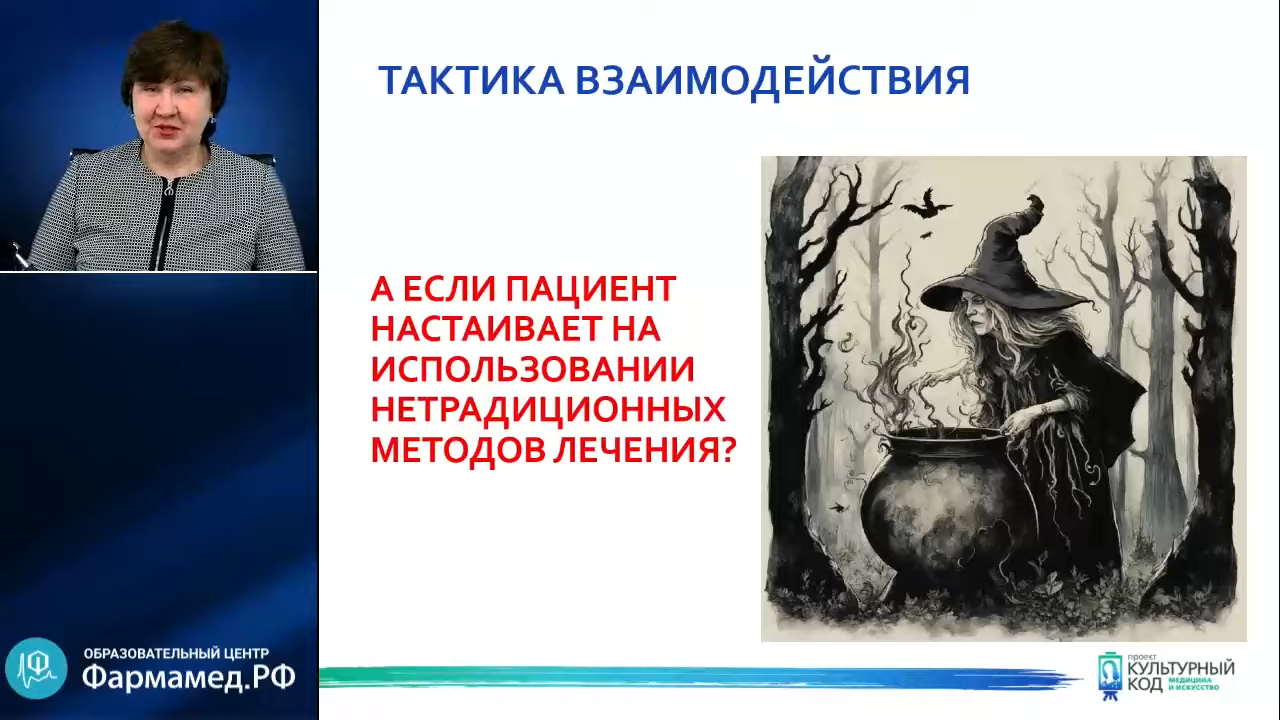 ТАКТИКА ВЗАИМОДЕЙСТВИЯ
А ЕСЛИ ПАЦИЕНТ
НАСТАИВАЕТ НА
ИСПОЛЬЗОВАНИИ
НЕТРАДИЦИОННЫХ
МЕТОДОВ ЛЕЧЕНИЯ?
ОБРАЗОВАТЕЛЬНЫЙ ЦЕНТР
Фармамед.РФ
проект
КУЛЬТУРНЫЙ
КОД МЕДИЦИНА
И ИСКУССТВО